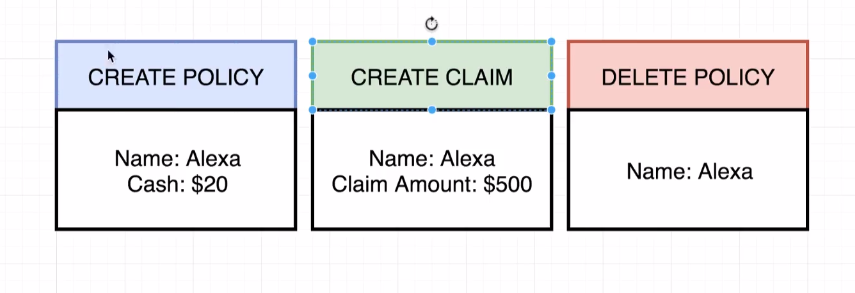 CREATE POLICY
Name: Alexa
Cash: $20
CREATE CLAIM
Name: Alexa
Claim Amount: $500
DELETE POLICY
Name: Alexa